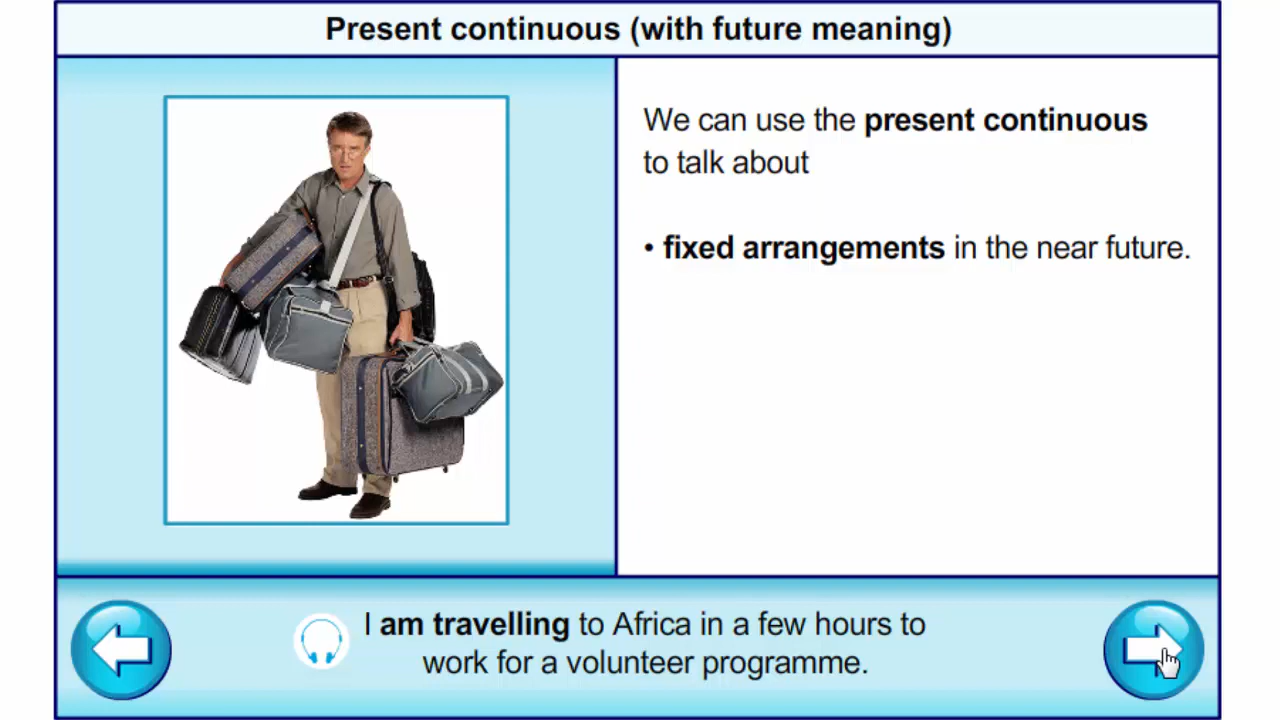 Present continuous (with future meaning)
We can use the present continuous
to talk about
• fixed arrangements in the near future.
I am travelling to Africa in a few hours to
work for a volunteer programme.